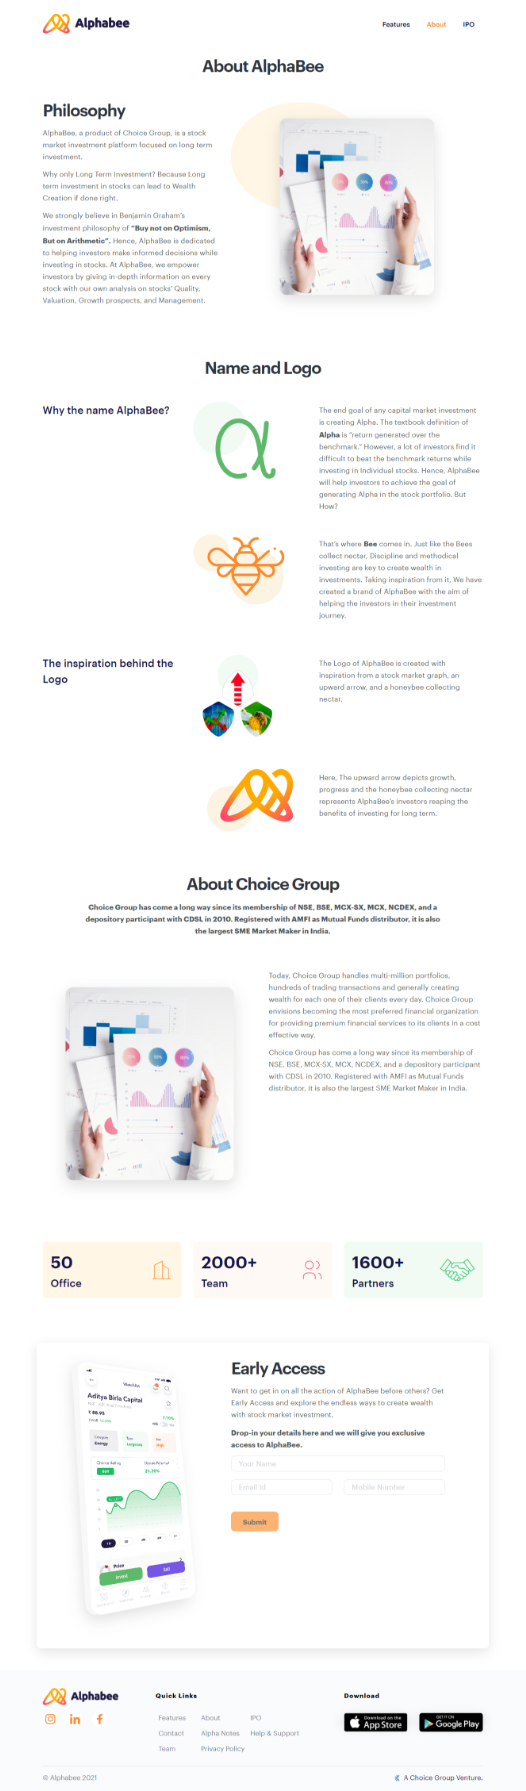 Alphabee
Features About IPO
About AlphaBee
Philosophy
AlphaBee, a product of Choice Group, is a stock
market investment platform focused on long term
investment.
Why only Long Term Investment? Because Long
term investment in stocks can lead to Wealth
Creation if done right.
We strongly believe in Benjamin Graham's
investment philosophy of "Buy not on Optimism,
But on Arithmetic". Hence, AlphaBee is dedicated
to helping investors make informed decisions while
investing in stocks. At AlphaBee, we empower
investors by giving in-depth information on every
stock with our own analysis on stocks' Quality,
Valuation, Growth prospects, and Management.
Name and Logo
Why the name AlphaBee?
The end goal of any capital market investment
is creating Alpha. The textbook definition of
Alpha is "return generated over the
benchmark." However, a lot of investors find it
difficult to beat the benchmark returns while
investing in Individual stocks. Hence, AlphaBee
will help investors to achieve the goal of
generating Alpha in the stock portfolio. But
How?
That's where Bee comes in. Just like the Bees
collect nectar, Discipline and methodical
investing are key to create wealth in
investments. Taking inspiration from it, We have
created a brand of AlphaBee with the aim of
helping the investors in their investment
journey.
The inspiration behind the
Logo
The Logo of AlphaBee is created with
inspiration from a stock market graph, an
upward arrow, and a honeybee collecting
nectar.
Here, The upward arrow depicts growth,
progress and the honeybee collecting nectar
represents AlphaBee's investors reaping the
benefits of investing for long term.
About Choice Group
Choice Group has come a long way since its membership of NSE, BSE, MCX-SX, MCX, NCDEX, and a
depository participant with CDSL in 2010. Registered with AMFI as Mutual Funds distributor, it is also
the largest SME Market Maker in India.
Today, Choice Group handles multi-million portfolios,
hundreds of trading transactions and generally creating
wealth for each one of their clients every day. Choice Group
envisions becoming the most preferred financial organization
for providing premium financial services to its clients in a cost
effective way.
Choice Group has come a long way since its membership of
NSE, BSE, MCX-SX, MCX, NCDEX, and a depository participant
with CDSL in 2010. Registered with AMFI as Mutual Funds
distributor, it is also the largest SME Market Maker in India.
50
Office
2000+
Team
1600+
Partners
Aditya Birla Capital
Energy
Price
Invest
Sell
Early Access
Want to get in on all the action of AlphaBee before others? Get
Early Access and explore the endless ways to create wealth
with stock market investment.
Drop-in your details here and we will give you exclusive
access to AlphaBee.
Your Name
Email Id
Mobile Number
Submit
Alphabee
Quick Links
Features About IPO
Contact Alpha Notes Help & Support
Team Privacy Policy
Download
Download on the
App Store
GET IT ON
Google Play
© Alphabee 2021
A Choice Group Venture.